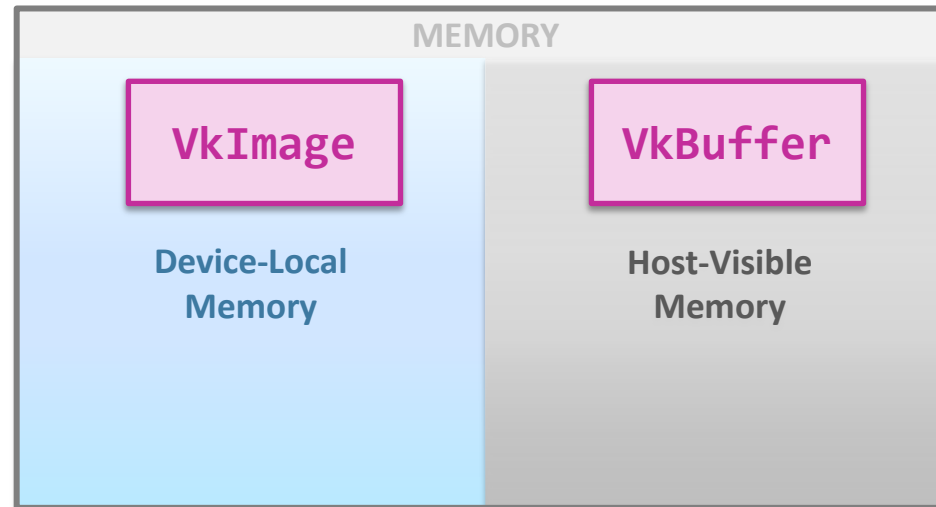 MEMORY
VkImage
VkBuffer
Device-Local
Memory
Host-Visible
Memory